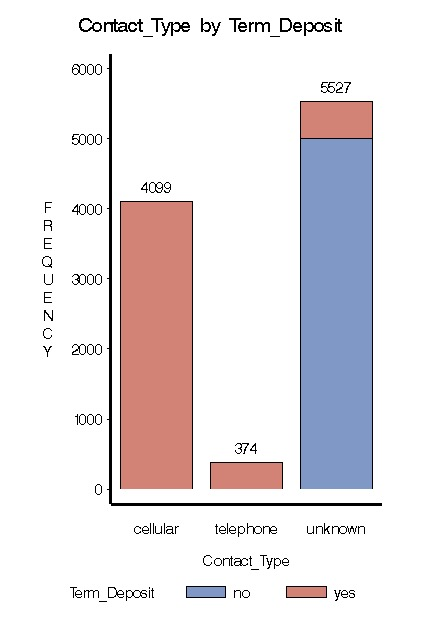 Contact_Type by Term_Deposit
6000
5000
4000
3000
2000
1000
0
FREQUENCY
4099
374
5527
cellular telephone unknown
Contact_Type
Term_Deposit no yes